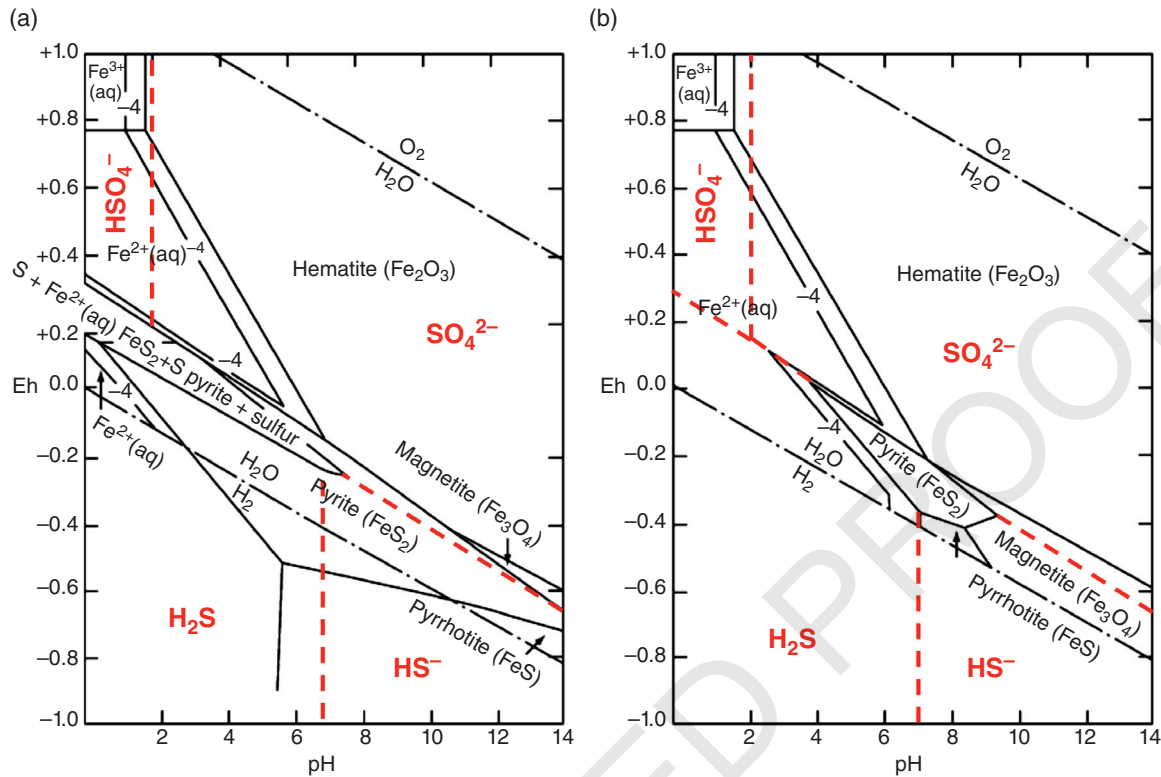 (a)
+1.0
+0.8
+0.6
+0.4
+0.2
Eh
0.0
−0.2
−0.4
−0.6
−0.8
−1.0
2
4
6
8
10
12
14
pH
Fe³⁺
(aq)
−4
HSO₄⁻
O₂
H₂O
Fe²⁺(aq)⁻⁴
Hematite (Fe₂O₃)
SO₄²⁻
S + Fe²⁺(aq) FeS₂+S pyrite + sulfur
−4
−4
Fe²⁺(aq)
H₂O
H₂
Pyrite (FeS₂)
Magnetite (Fe₃O₄)
Pyrrhotite (FeS)
H₂S
HS⁻
(b)
+1.0
+0.8
+0.6
+0.4
+0.2
Eh
0.0
−0.2
−0.4
−0.6
−0.8
−1.0
2
4
6
8
10
12
14
pH
Fe³⁺
(aq)
−4
HSO₄⁻
O₂
H₂O
Fe²⁺(aq)
−4
Hematite (Fe₂O₃)
SO₄²⁻
−4
H₂O
H₂
Pyrite (FeS₂)
Magnetite (Fe₃O₄)
Pyrrhotite (FeS)
H₂S
HS⁻
ED PROOF